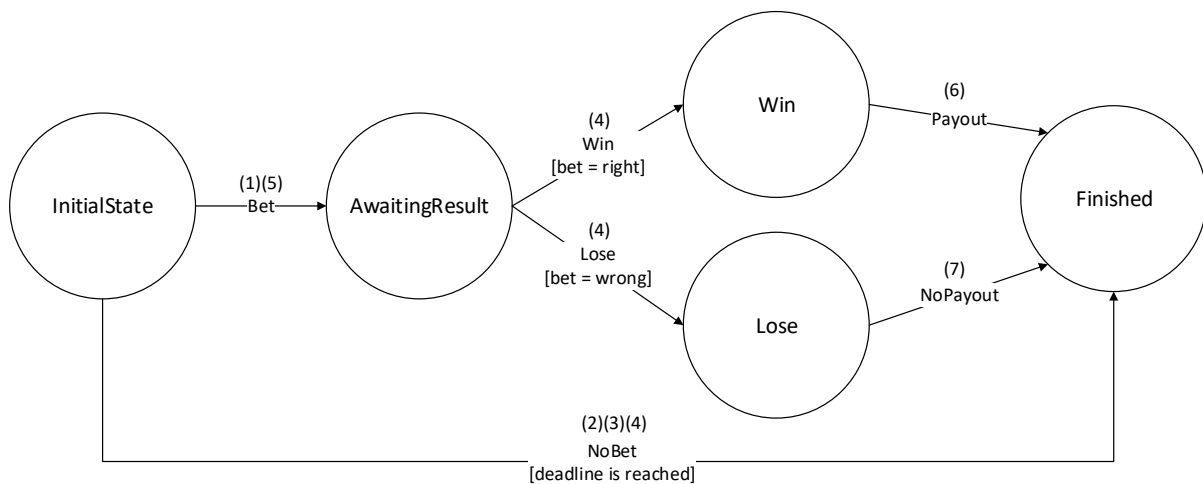 InitialState
(1)(5)
Bet
AwaitingResult
(4)
Win
[bet = right]
(4)
Lose
[bet = wrong]
Win
Lose
(6)
Payout
(7)
NoPayout
Finished
(2)(3)(4)
NoBet
[deadline is reached]